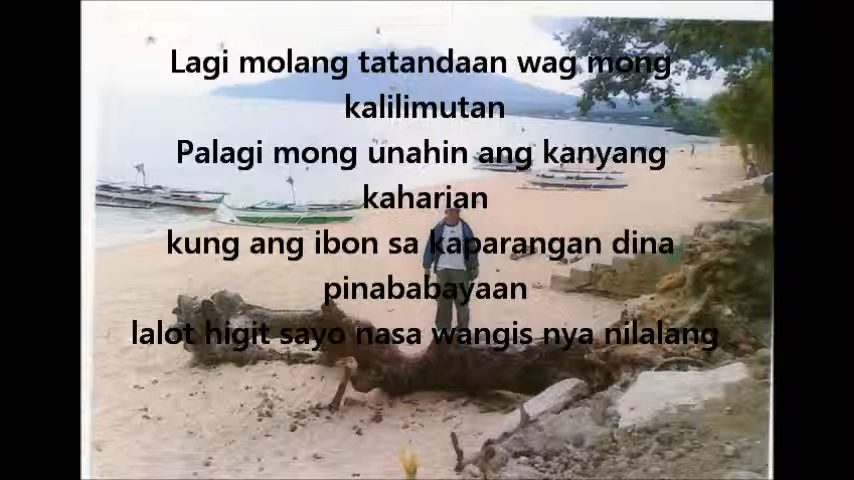 Lagi molang tatandaan wag mong
kalilimutan
Palagi mong unahin ang kanyang
kaharian
kung ang ibon sa kaparangan dina
pinababayaan
lalot higit sayo nasa wangis nya nilalang